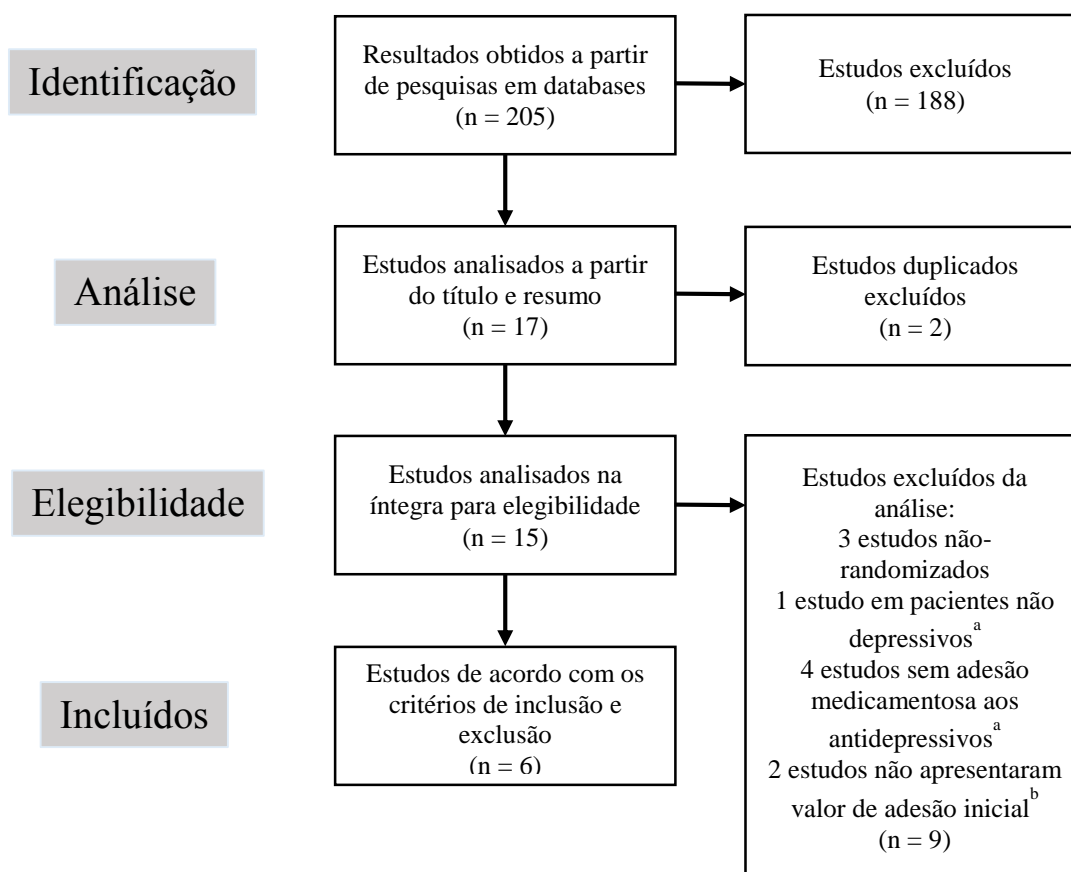 Identificação
Resultados obtidos a partir
de pesquisas em databases
(n = 205)
Estudos excluídos
(n = 188)
Análise
Estudos analisados a partir
do título e resumo
(n = 17)
Estudos duplicados
excluídos
(n = 2)
Elegibilidade
Estudos analisados na
íntegra para elegibilidade
(n = 15)
Estudos excluídos da
análise:
3 estudos não-
randomizados
1 estudo em pacientes não
depressivos^a
4 estudos sem adesão
medicamentosa aos
antidepressivos^a
2 estudos não apresentaram
valor de adesão inicial^b
(n = 9)
Incluídos
Estudos de acordo com os
critérios de inclusão e
exclusão
(n = 6)